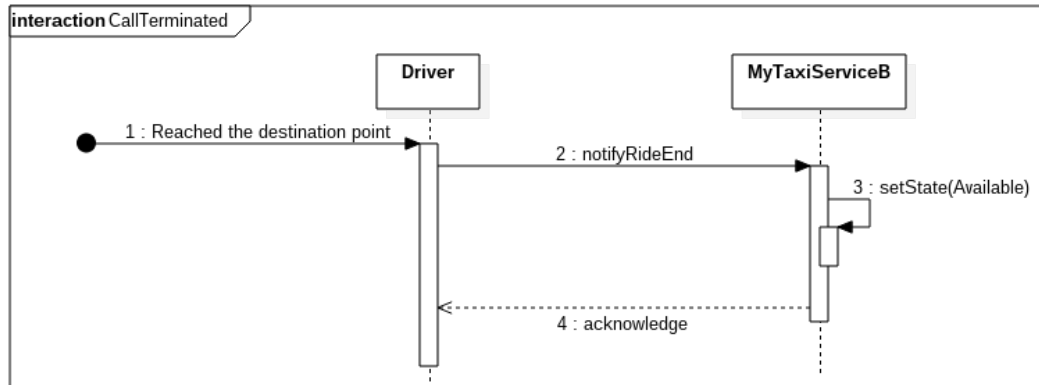 interaction CallTerminated
Driver
MyTaxiServiceB
1 : Reached the destination point
2 : notifyRideEnd
3 : setState(Available)
4 : acknowledge